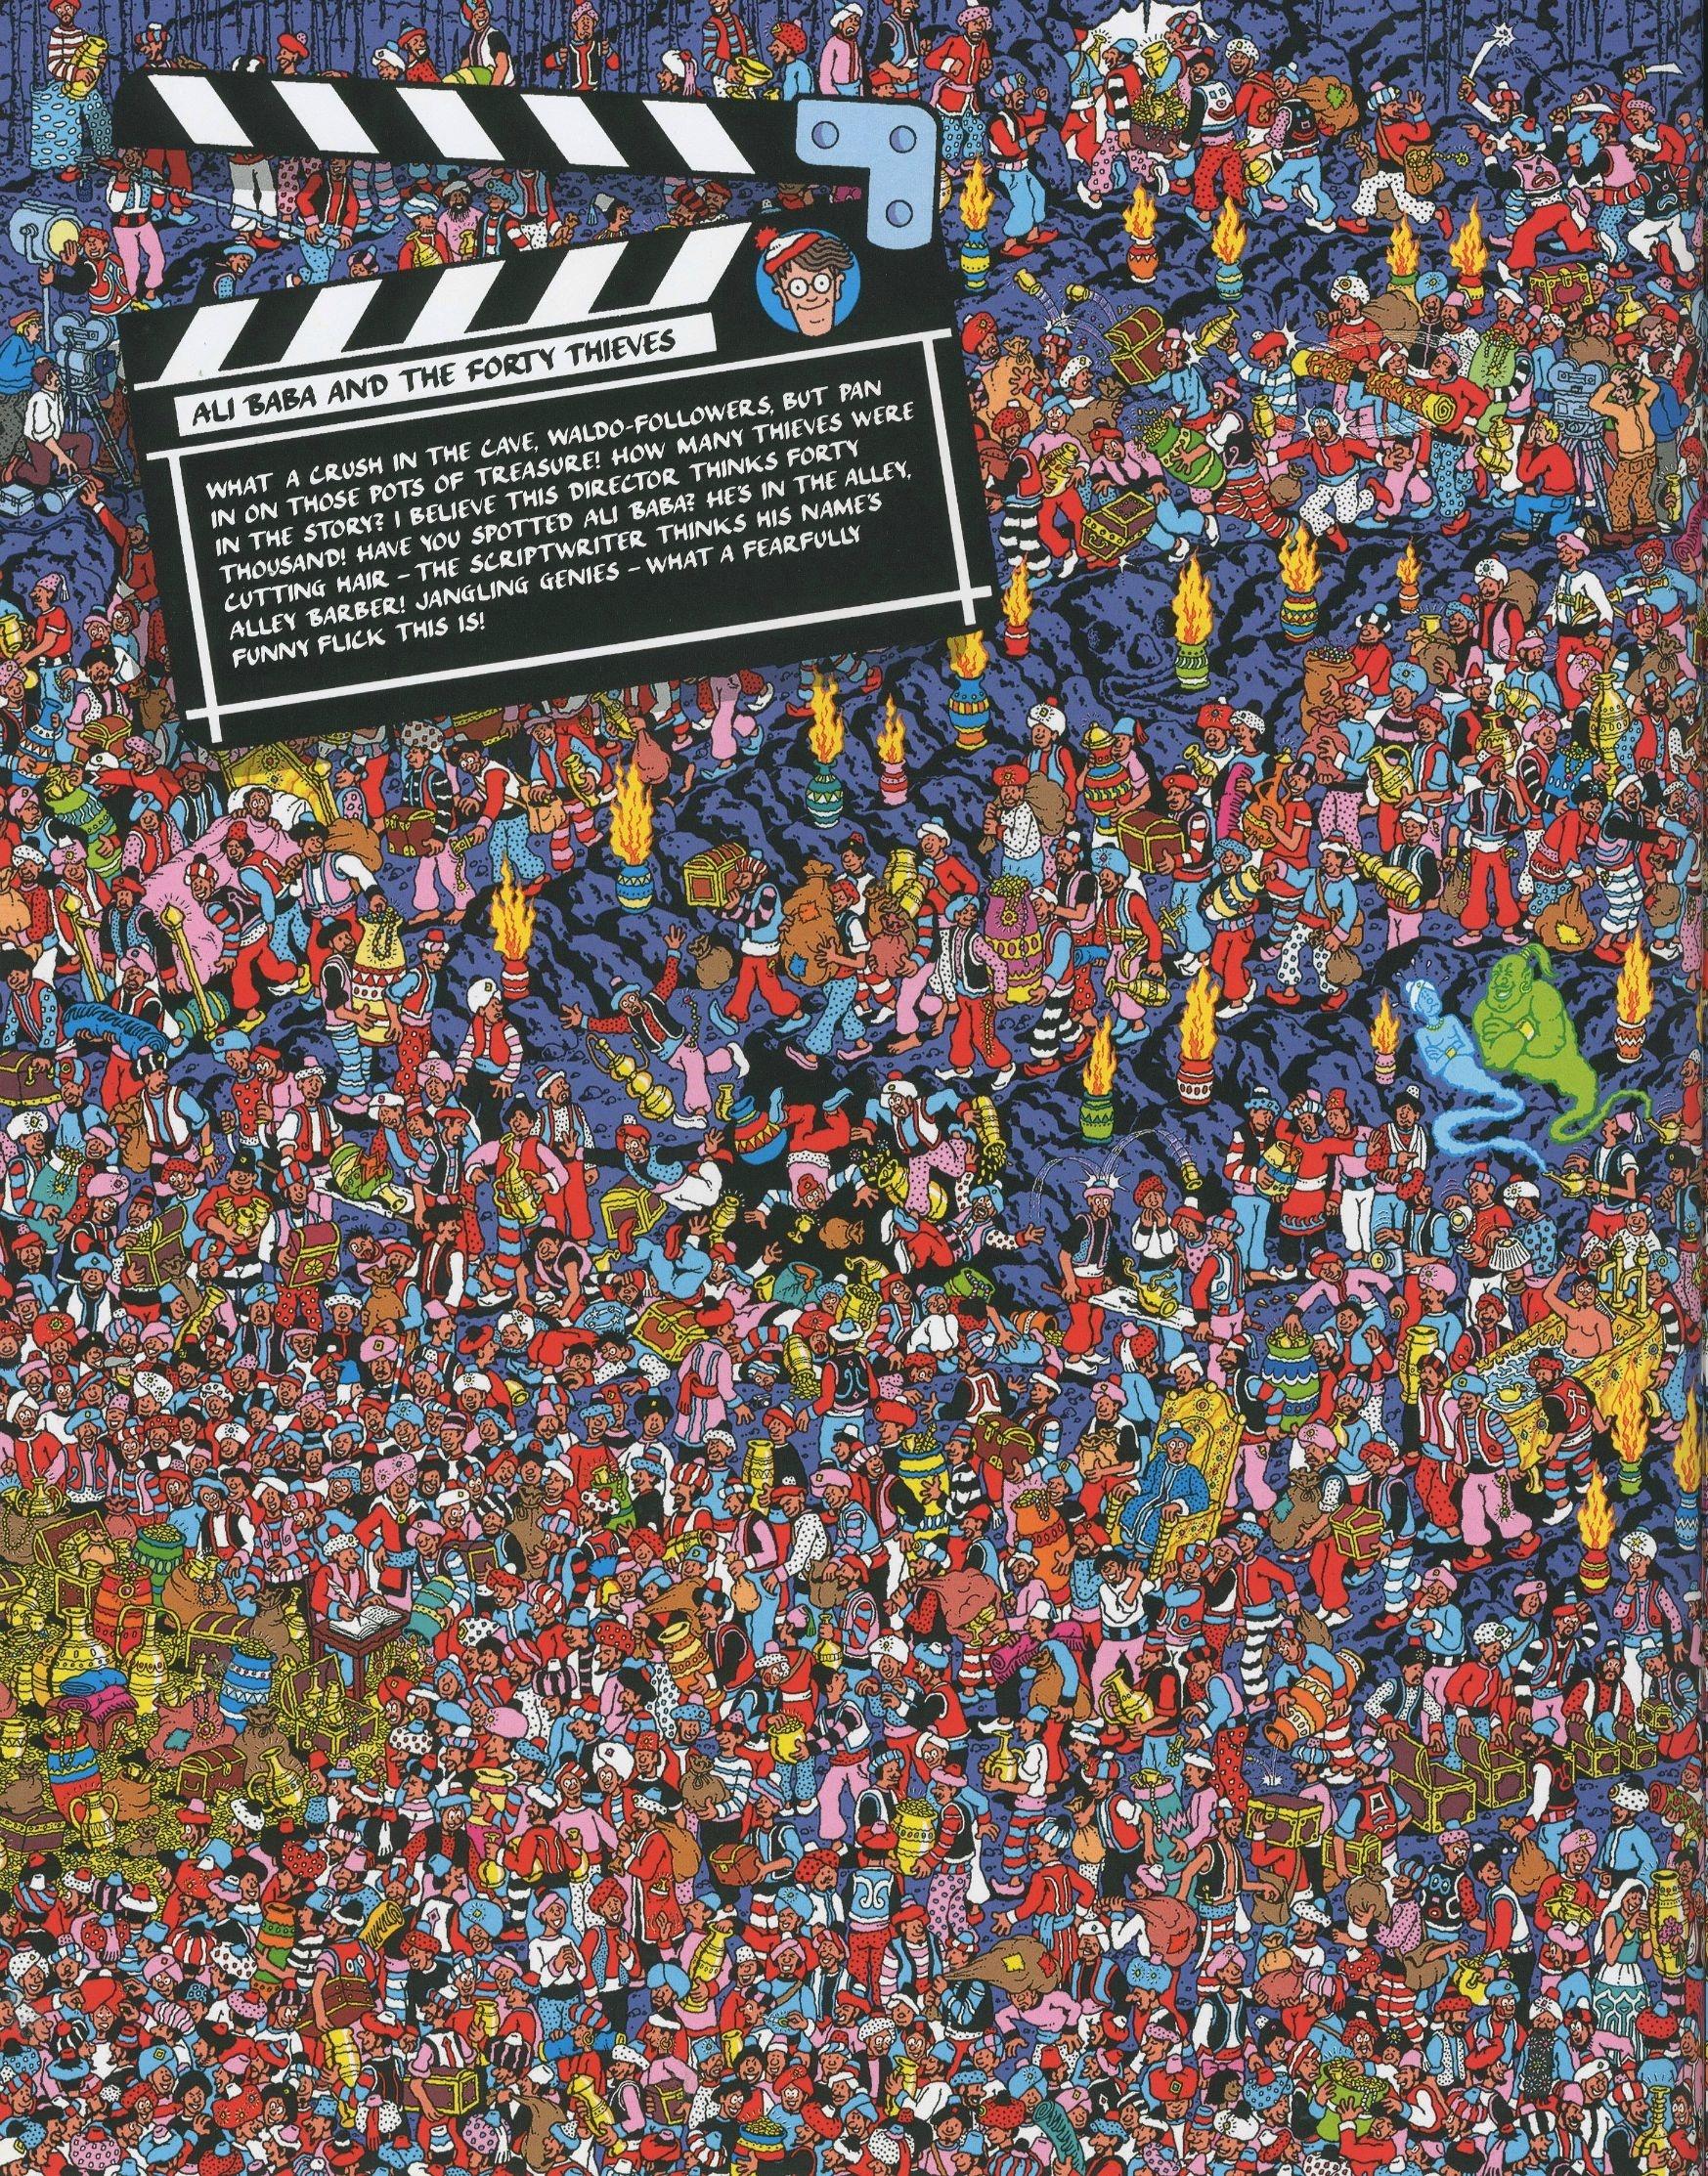 ALI BABA AND THE FORTY THIEVES
WHAT A CRUSH IN THE CAVE, WALDO-FOLLOWERS, BUT PAN
IN ON THOSE POTS OF TREASURE! HOW MANY THIEVES WERE
IN THE STORY? I BELIEVE THIS DIRECTOR THINKS FORTY
THOUSAND! HAVE YOU SPOTTED ALI BABA? HE'S IN THE ALLEY,
CUTTING HAIR – THE SCRIPTWRITER THINKS HIS NAME'S
ALLEY BARBER! JANGLING GENIES – WHAT A FEARFULLY
FUNNY FLICK THIS IS!